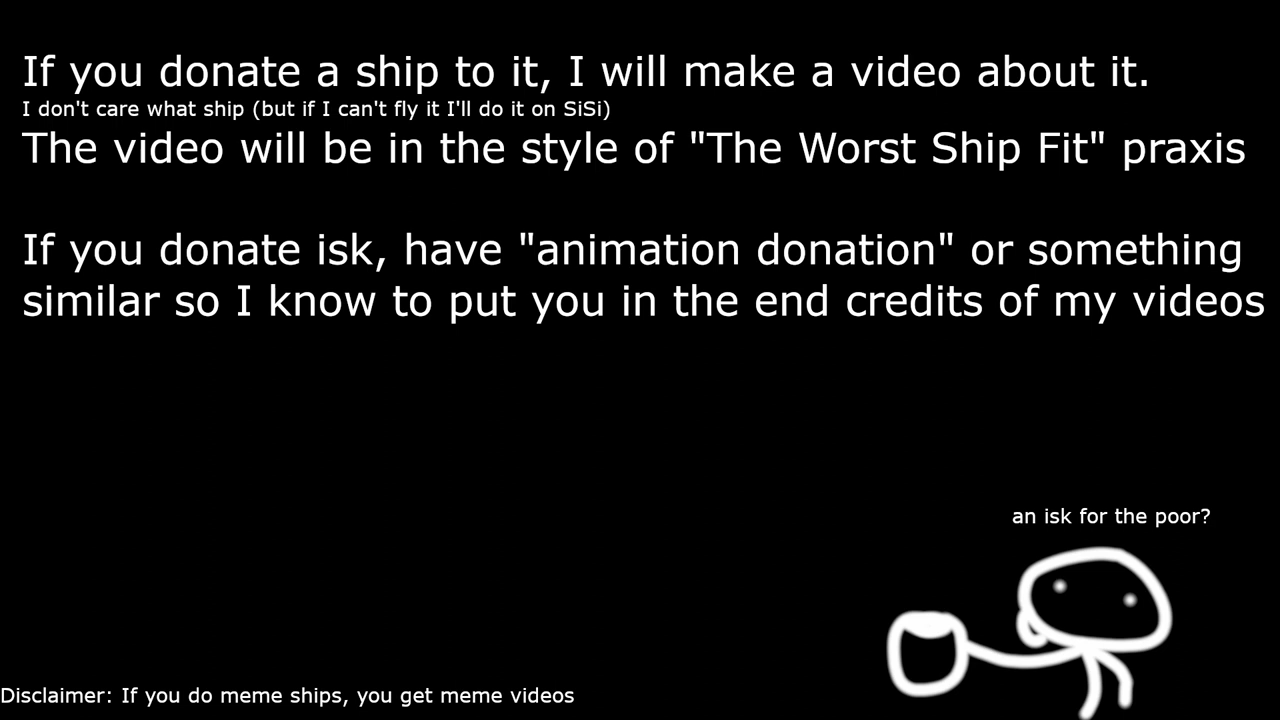 If you donate a ship to it, I will make a video about it.
I don't care what ship (but if I can't fly it I'll do it on SiSi)
The video will be in the style of "The Worst Ship Fit" praxis
If you donate isk, have "animation donation" or something
similar so I know to put you in the end credits of my videos
an isk for the poor?
Disclaimer: If you do meme ships, you get meme videos